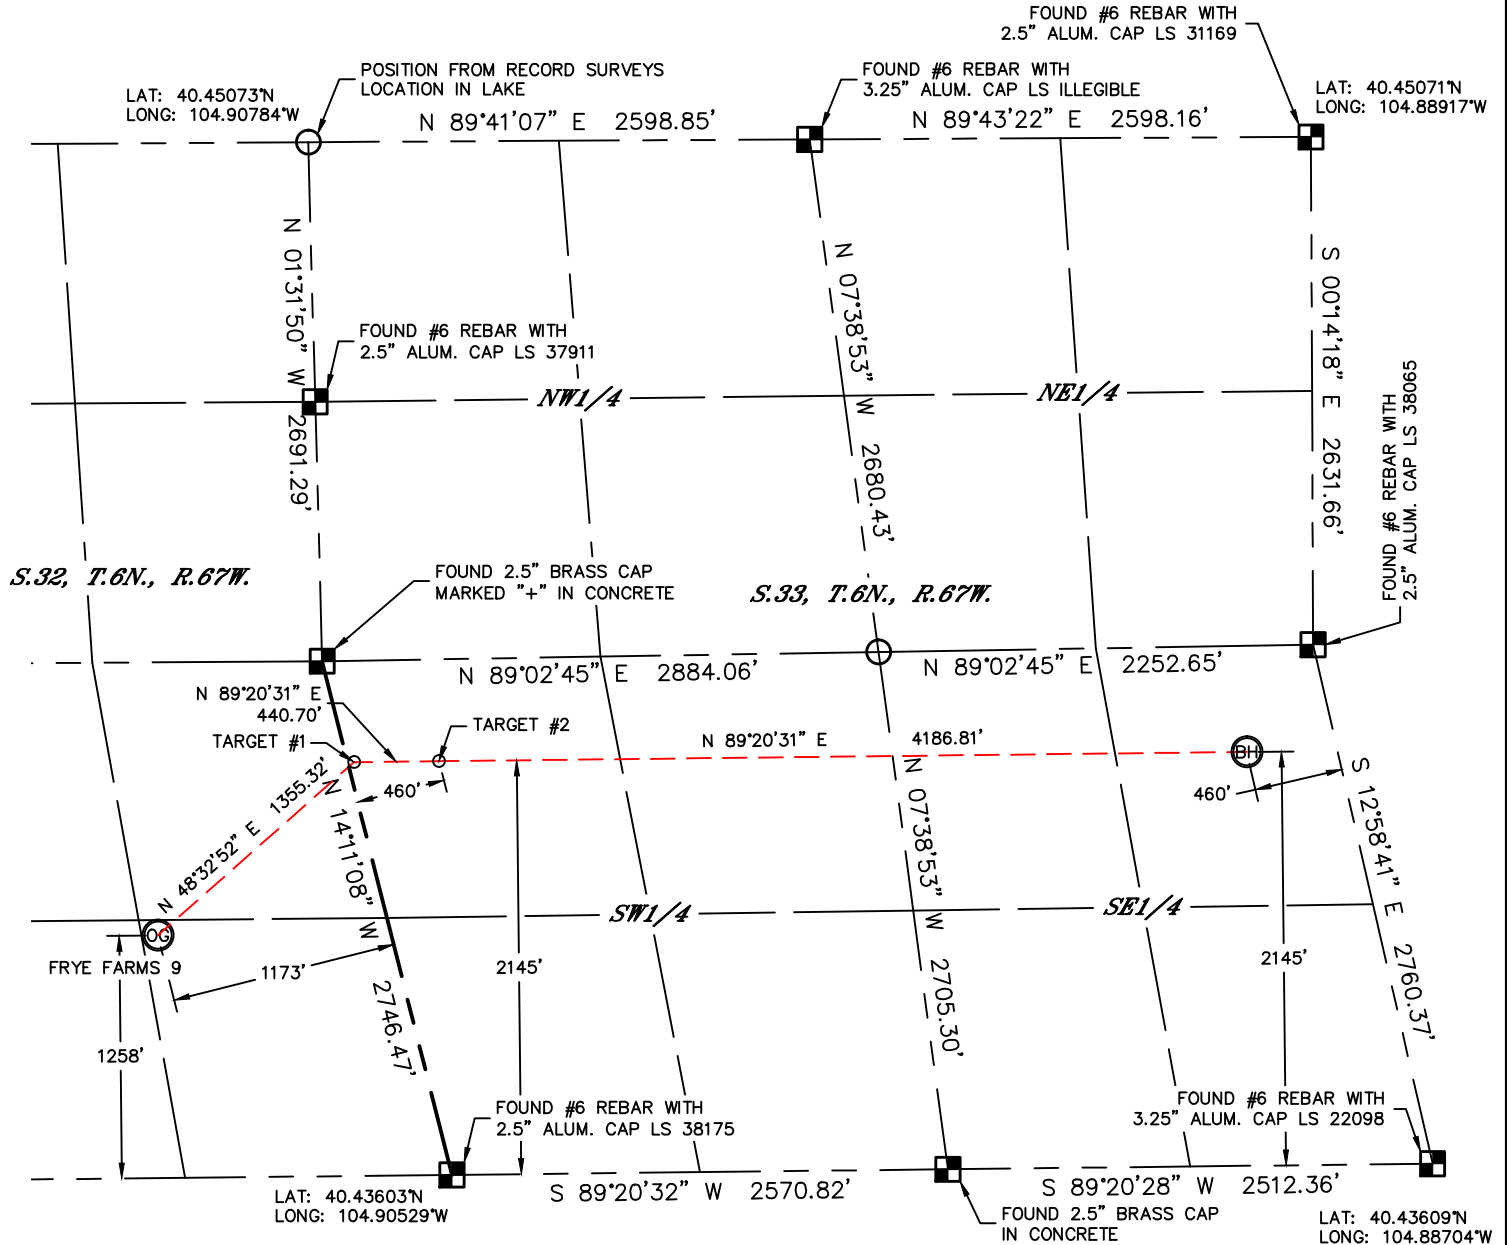 FOUND #6 REBAR WITH
2.5" ALUM. CAP LS 31169
POSITION FROM RECORD SURVEYS
LOCATION IN LAKE
FOUND #6 REBAR WITH
3.25" ALUM. CAP LS ILLEGIBLE
LAT: 40.45073°N
LONG: 104.90784°W
LAT: 40.45071°N
LONG: 104.88917°W
N 89°41'07" E 2598.85'
N 89°43'22" E 2598.16'
N 01°31'50" W 2691.29'
N 07°38'53" W 2680.43'
S 00°14'18" E 2631.66'
FOUND #6 REBAR WITH
2.5" ALUM. CAP LS 37911
NW1/4
NE1/4
FOUND #6 REBAR WITH
2.5" ALUM. CAP LS 38065
S.32, T.6N., R.67W.
FOUND 2.5" BRASS CAP
MARKED "+" IN CONCRETE
S.33, T.6N., R.67W.
N 89°02'45" E 2884.06'
N 89°02'45" E 2252.65'
N 89°20'31" E
440.70'
TARGET #1
TARGET #2
N 89°20'31" E 4186.81'
BH
460'
460'
N 48°32'52" E 1355.32'
N 14°11'08" W 2746.47'
N 07°38'53" W 2705.30'
S 12°58'41" E 2760.37'
SW1/4
SE1/4
OG
FRYE FARMS 9
1173'
2145'
2145'
1258'
FOUND #6 REBAR WITH
2.5" ALUM. CAP LS 38175
FOUND #6 REBAR WITH
3.25" ALUM. CAP LS 22098
S 89°20'32" W 2570.82'
S 89°20'28" W 2512.36'
LAT: 40.43603°N
LONG: 104.90529°W
FOUND 2.5" BRASS CAP
IN CONCRETE
LAT: 40.43609°N
LONG: 104.88704°W